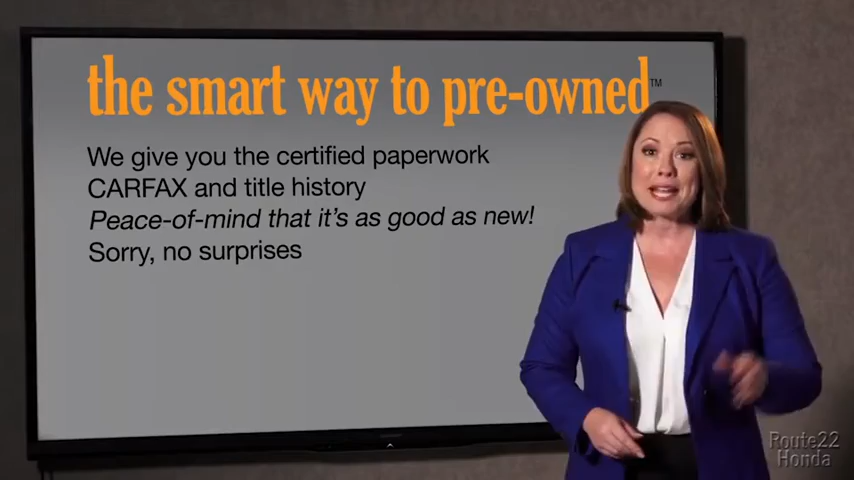 the smart way to pre-owned™
We give you the certified paperwork
CARFAX and title history
Peace-of-mind that it's as good as new!
Sorry, no surprises
Route22
Honda